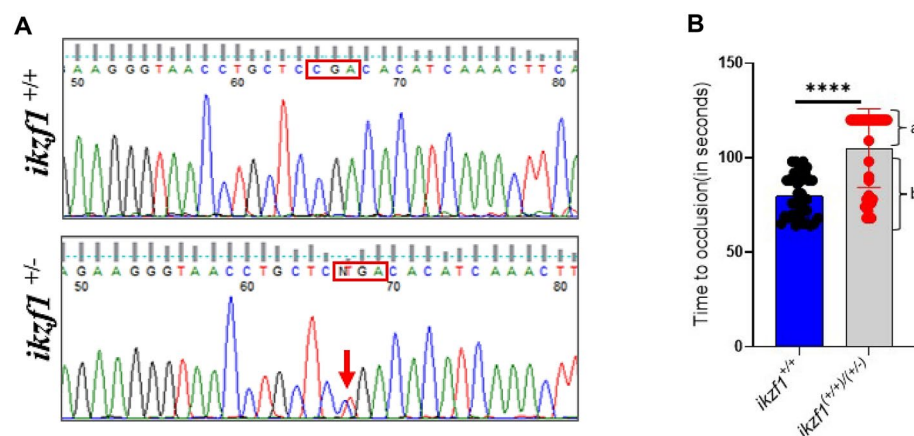 A
ikzf1 +/+
A A G G G T A A C C T G C T C C G A C A C A T C A A A C T T C A
50 60 70 80
ikzf1 +/-
A G A A G G G T A A C C T G C T C N T G A C A C A T C A A A C T T
50 60 70 80
B
Time to occlusion(in seconds)
150
100
50
0
****
a
b
ikzf1+/+
ikzf1(+/+)/(+/-)